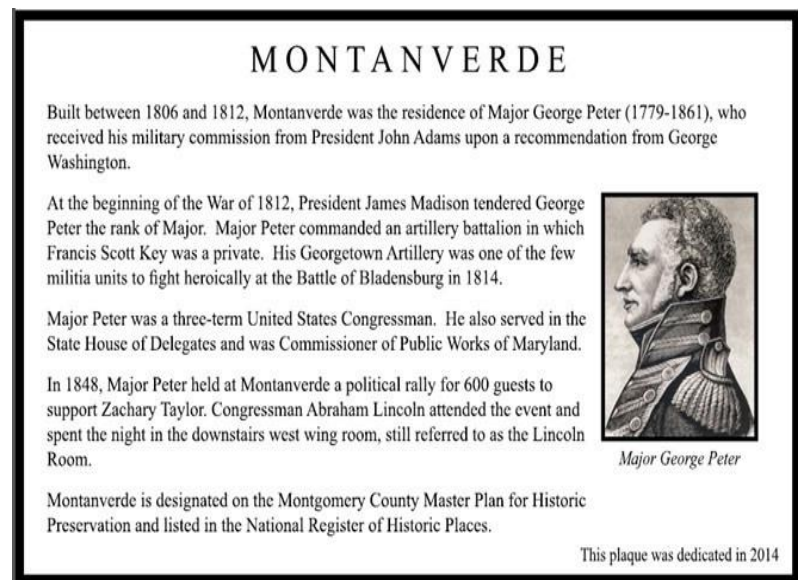 MONTANVERDE
Built between 1806 and 1812, Montanverde was the residence of Major George Peter (1779-1861), who
received his military commission from President John Adams upon a recommendation from George
Washington.
At the beginning of the War of 1812, President James Madison tendered George
Peter the rank of Major. Major Peter commanded an artillery battalion in which
Francis Scott Key was a private. His Georgetown Artillery was one of the few
militia units to fight heroically at the Battle of Bladensburg in 1814.
Major Peter was a three-term United States Congressman. He also served in the
State House of Delegates and was Commissioner of Public Works of Maryland.
In 1848, Major Peter held at Montanverde a political rally for 600 guests to
support Zachary Taylor. Congressman Abraham Lincoln attended the event and
spent the night in the downstairs west wing room, still referred to as the Lincoln
Room.
Major George Peter
Montanverde is designated on the Montgomery County Master Plan for Historic
Preservation and listed in the National Register of Historic Places.
This plaque was dedicated in 2014